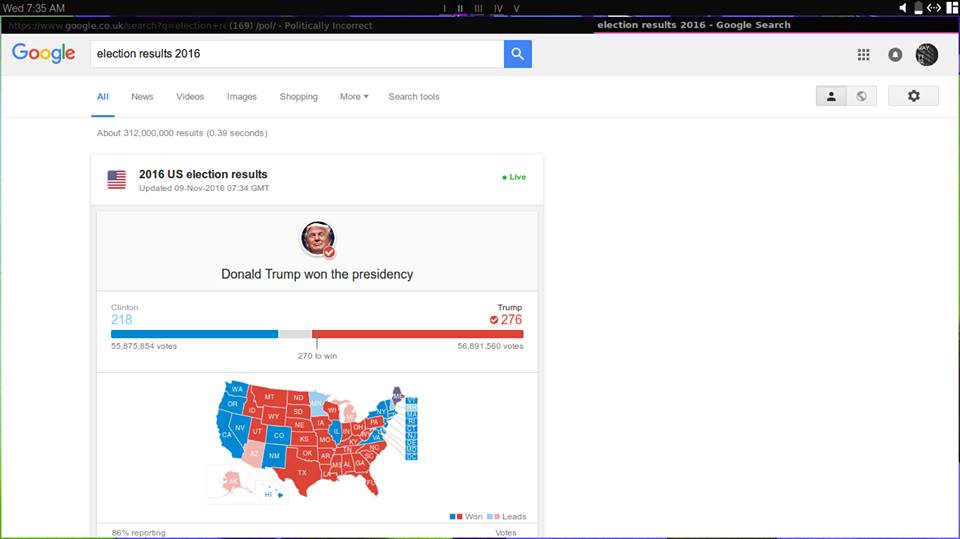 Wed 7:35 AM
I II III IV V
https://www.google.co.uk/search?q=election+re (169) /pol/ - Politically Incorrect
election results 2016 - Google Search
Google
election results 2016
All News Videos Images Shopping More Search tools
About 312,000,000 results (0.39 seconds)
2016 US election results
Updated 09-Nov-2016 07:34 GMT
Live
Donald Trump won the presidency
Clinton Trump
218 276
55,875,854 votes 56,891,560 votes
270 to win
WA
OR
CA
NV
ID
MT
WY
UT
AZ
CO
NM
ND
SD
NE
KS
OK
TX
MN
IA
MO
AR
LA
WI
IL
IN
OH
KY
TN
MS
AL
GA
FL
SC
NC
VA
PA
NY
ME
VT
MA
RI
CT
NJ
DE
MD
DC
AK
HI
Won Leads
86% reporting Votes